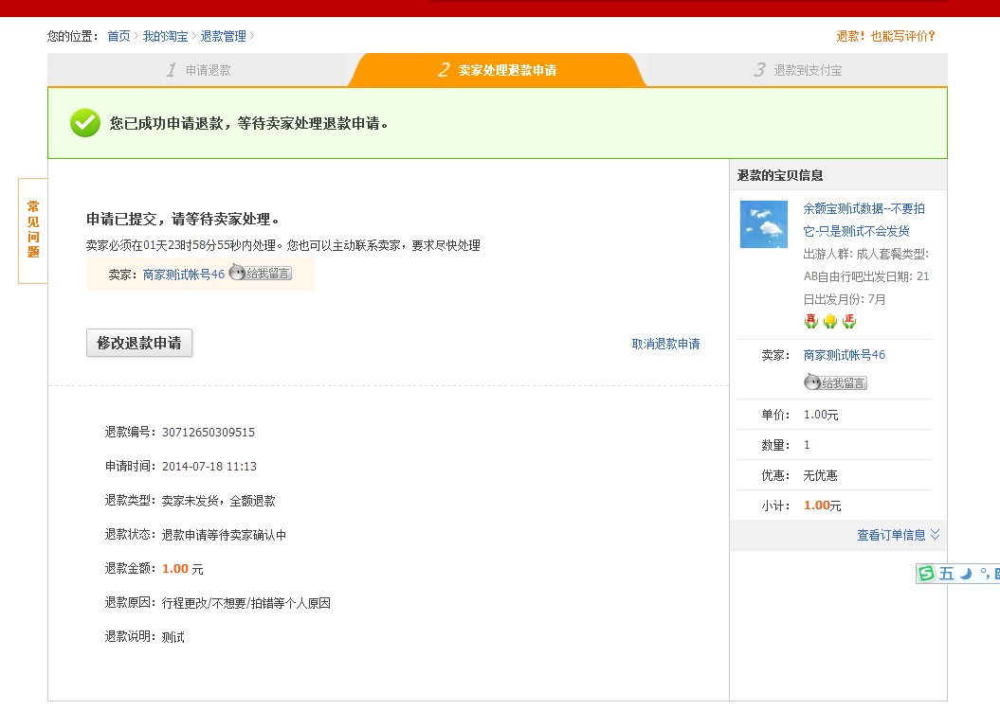 您的位置： 首页 > 我的淘宝 > 退款管理 >
退款！也能写评价？
1 申请退款
2 卖家处理退款申请
3 退款到支付宝
您已成功申请退款，等待卖家处理退款申请。
常见问题
申请已提交，请等待卖家处理。
卖家必须在01天23时58分55秒内处理。您也可以主动联系卖家，要求尽快处理
卖家： 商家测试帐号46 给我留言
修改退款申请
取消退款申请
退款编号： 30712650309515
申请时间： 2014-07-18 11:13
退款类型： 卖家未发货，全额退款
退款状态： 退款申请等待卖家确认中
退款金额： 1.00 元
退款原因： 行程更改/不想要/拍错等个人原因
退款说明： 测试
退款的宝贝信息
余额宝测试数据--不要拍
它-只是测试不会发货
出游人群: 成人套餐类型:
AB自由行吧出发日期: 21
日出发月份: 7月
真 正
卖家： 商家测试帐号46
给我留言
单价： 1.00元
数量： 1
优惠： 无优惠
小计： 1.00元
查看订单信息
S 五